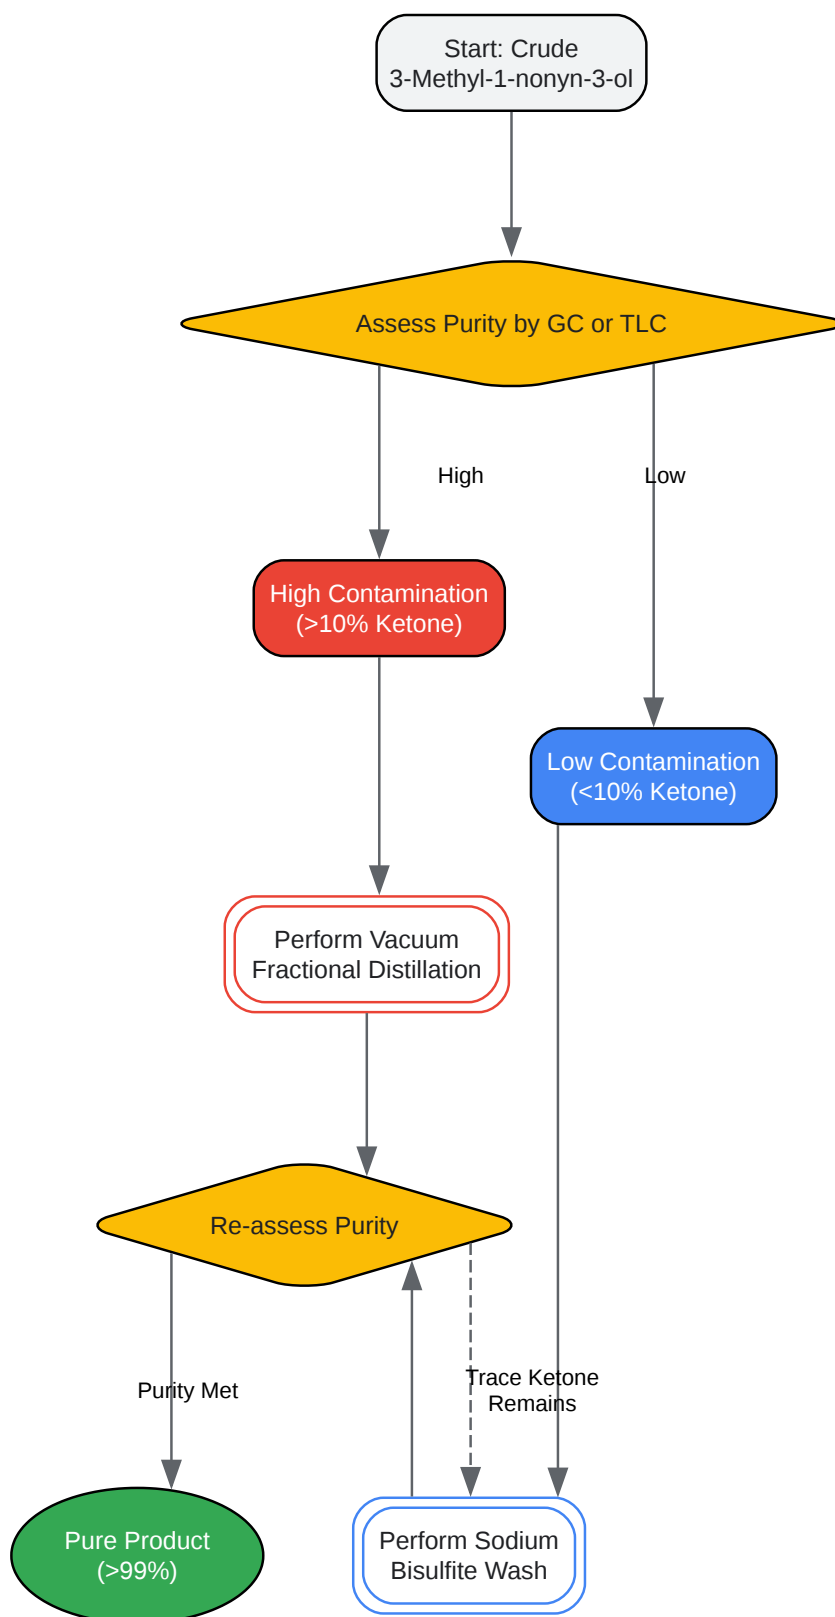 Start: Crude
3-Methyl-1-nonyn-3-ol
Assess Purity by GC or TLC
High
Low
High Contamination
(>10% Ketone)
Low Contamination
(<10% Ketone)
Perform Vacuum
Fractional Distillation
Re-assess Purity
Purity Met
Trace Ketone
Remains
Pure Product
(>99%)
Perform Sodium
Bisulfite Wash